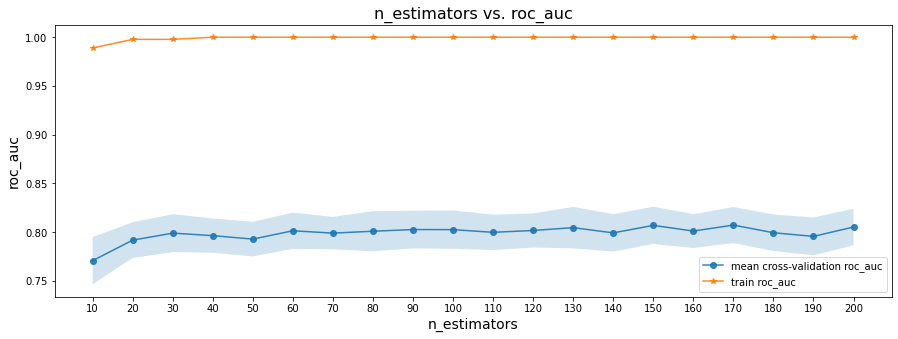 n_estimators vs. roc_auc
roc_auc
1.00
0.95
0.90
0.85
0.80
0.75
mean cross-validation roc_auc
train roc_auc
10 20 30 40 50 60 70 80 90 100 110 120 130 140 150 160 170 180 190 200
n_estimators